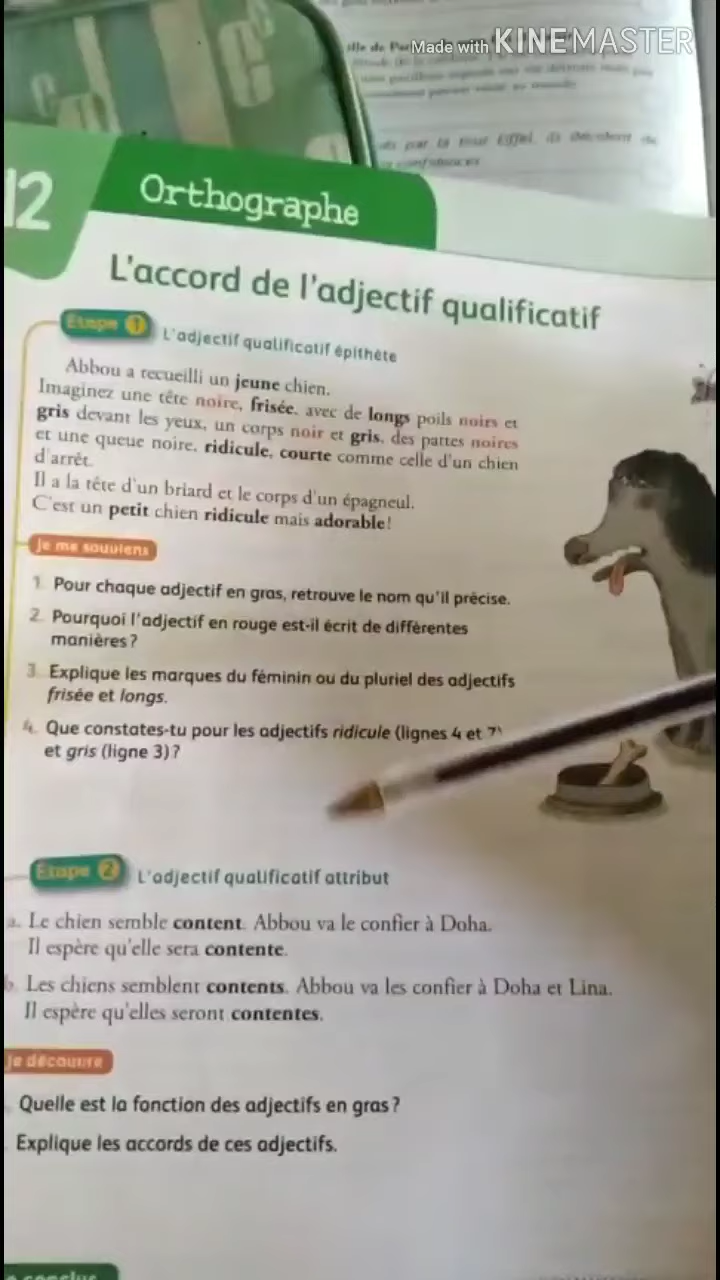 Made with KINEMASTER
par la tour Eiffel, ils décident de
12
Orthographe
L'accord de l'adjectif qualificatif
Étape 1 L'adjectif qualificatif épithète
Abbou a recueilli un jeune chien.
Imaginez une tête noire, frisée, avec de longs poils noirs et
gris devant les yeux, un corps noir et gris, des pattes noires
et une queue noire, ridicule, courte comme celle d'un chien
d'arrêt.
Il a la tête d'un briard et le corps d'un épagneul.
C'est un petit chien ridicule mais adorable!
Je me souviens
1. Pour chaque adjectif en gras, retrouve le nom qu'il précise.
2. Pourquoi l'adjectif en rouge est-il écrit de différentes
manières ?
3. Explique les marques du féminin ou du pluriel des adjectifs
frisée et longs.
4. Que constates-tu pour les adjectifs ridicule (lignes 4 et 7)
et gris (ligne 3) ?
Étape 2 L'adjectif qualificatif attribut
a. Le chien semble content. Abbou va le confier à Doha.
Il espère qu'elle sera contente.
b. Les chiens semblent contents. Abbou va les confier à Doha et Lina.
Il espère qu'elles seront contentes.
Je découvre
Quelle est la fonction des adjectifs en gras ?
Explique les accords de ces adjectifs.
conclus